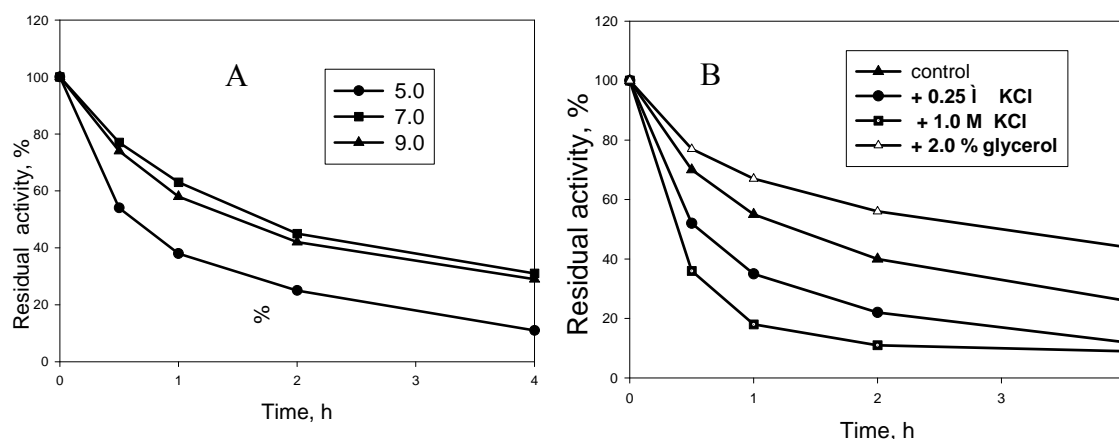 A
120
100
80
60
40
20
0
Residual activity, %
5.0
7.0
9.0
%
0 1 2 3 4
Time, h
B
120
100
80
60
40
20
0
Residual activity, %
control
+ 0.25 Ì KCl
+ 1.0 M KCl
+ 2.0 % glycerol
0 1 2 3
Time, h